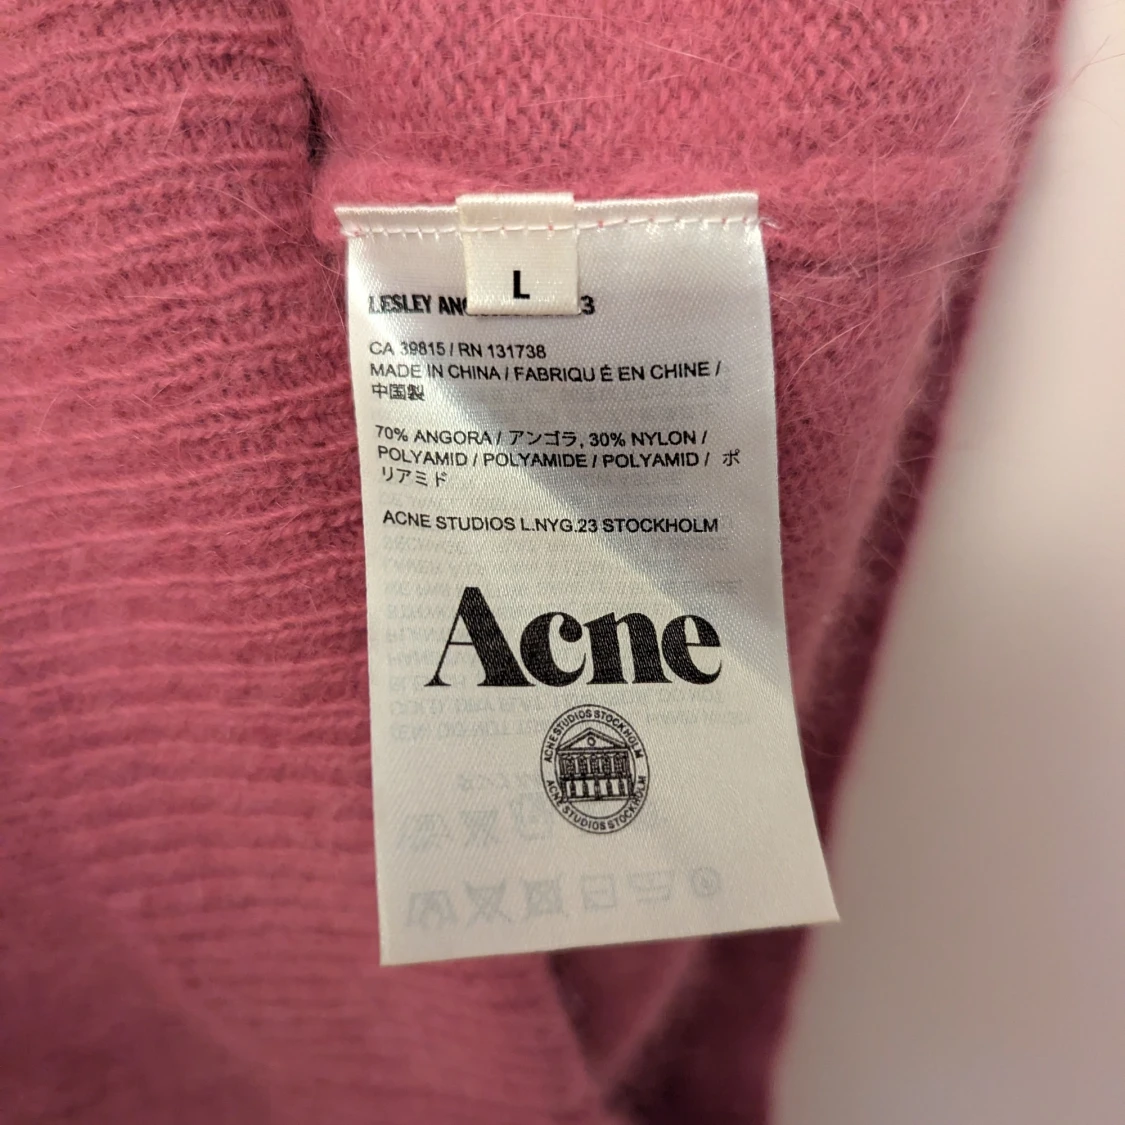 L
LESLEY
CA 39815 / RN 131738
MADE IN CHINA / FABRIQU É EN CHINE /
中国製
70% ANGORA / アンゴラ, 30% NYLON /
POLYAMID / POLYAMIDE / POLYAMID / ポ
リアミド
ACNE STUDIOS L.NYG.23 STOCKHOLM
Acne
ACNE STUDIOS STOCKHOLM
ACNE STUDIOS STOCKHOLM